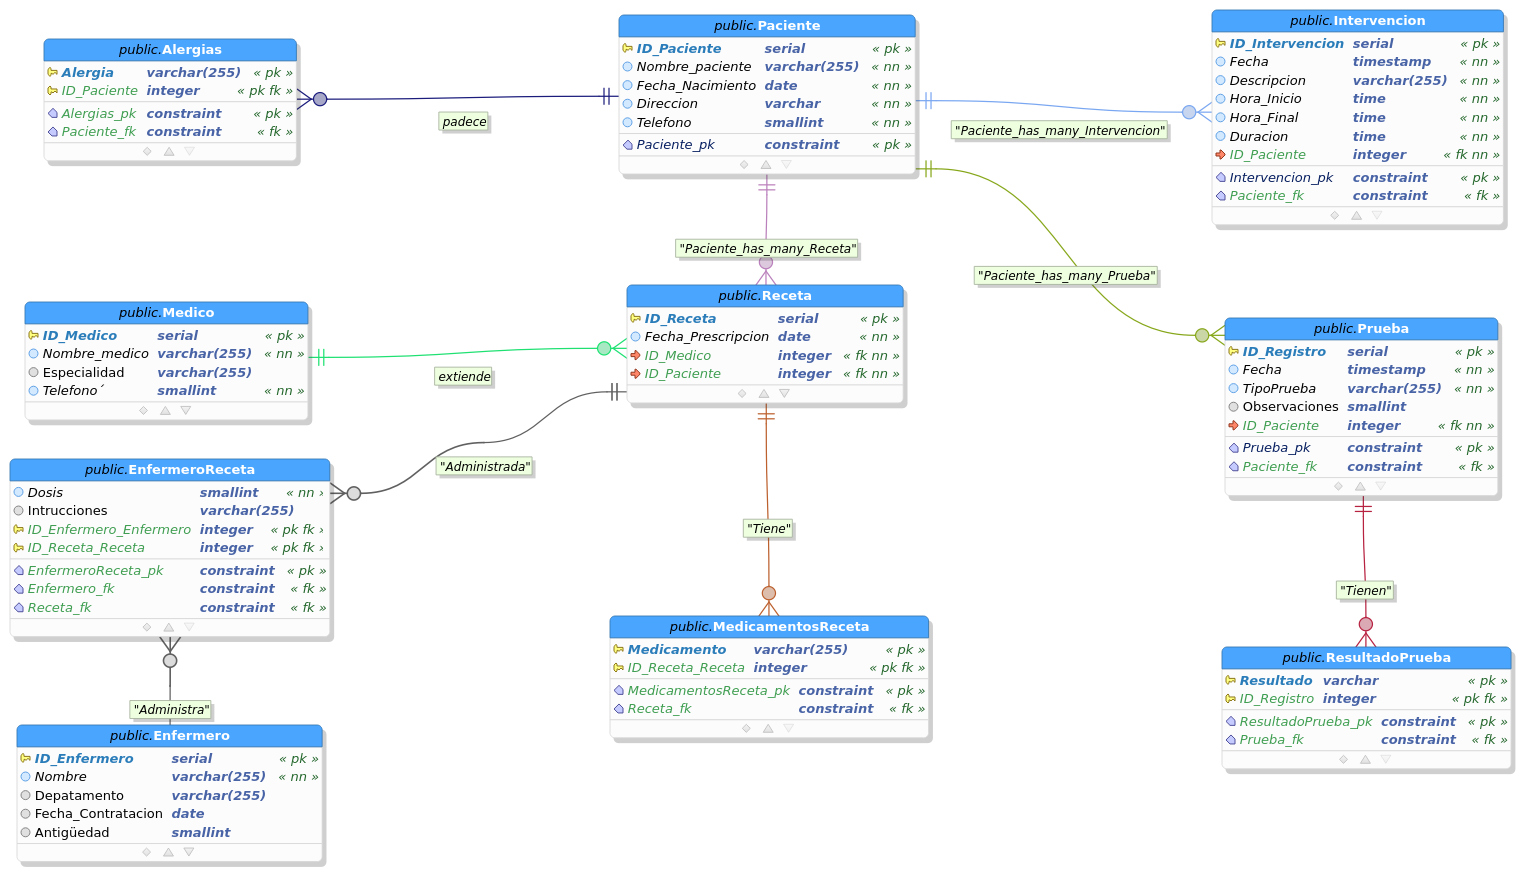 public.Alergias
Alergia varchar(255) « pk »
ID_Paciente integer « pk fk »
Alergias_pk constraint « pk »
Paciente_fk constraint « fk »
padece
public.Paciente
ID_Paciente serial « pk »
Nombre_paciente varchar(255) « nn »
Fecha_Nacimiento date « nn »
Direccion varchar « nn »
Telefono smallint « nn »
Paciente_pk constraint « pk »
"Paciente_has_many_Intervencion"
public.Intervencion
ID_Intervencion serial « pk »
Fecha timestamp « nn »
Descripcion varchar(255) « nn »
Hora_Inicio time « nn »
Hora_Final time « nn »
Duracion time « nn »
ID_Paciente integer « fk nn »
Intervencion_pk constraint « pk »
Paciente_fk constraint « fk »
"Paciente_has_many_Receta"
"Paciente_has_many_Prueba"
public.Medico
ID_Medico serial « pk »
Nombre_medico varchar(255) « nn »
Especialidad varchar(255)
Telefono´ smallint « nn »
extiende
public.Receta
ID_Receta serial « pk »
Fecha_Prescripcion date « nn »
ID_Medico integer « fk nn »
ID_Paciente integer « fk nn »
public.Prueba
ID_Registro serial « pk »
Fecha timestamp « nn »
TipoPrueba varchar(255) « nn »
Observaciones smallint
ID_Paciente integer « fk nn »
Prueba_pk constraint « pk »
Paciente_fk constraint « fk »
"Administrada"
public.EnfermeroReceta
Dosis smallint « nn ›
Intrucciones varchar(255)
ID_Enfermero_Enfermero integer « pk fk ›
ID_Receta_Receta integer « pk fk ›
EnfermeroReceta_pk constraint « pk »
Enfermero_fk constraint « fk »
Receta_fk constraint « fk »
"Tiene"
"Tienen"
public.MedicamentosReceta
Medicamento varchar(255) « pk »
ID_Receta_Receta integer « pk fk »
MedicamentosReceta_pk constraint « pk »
Receta_fk constraint « fk »
public.ResultadoPrueba
Resultado varchar « pk »
ID_Registro integer « pk fk »
ResultadoPrueba_pk constraint « pk »
Prueba_fk constraint « fk »
"Administra"
public.Enfermero
ID_Enfermero serial « pk »
Nombre varchar(255) « nn »
Depatamento varchar(255)
Fecha_Contratacion date
Antigüedad smallint